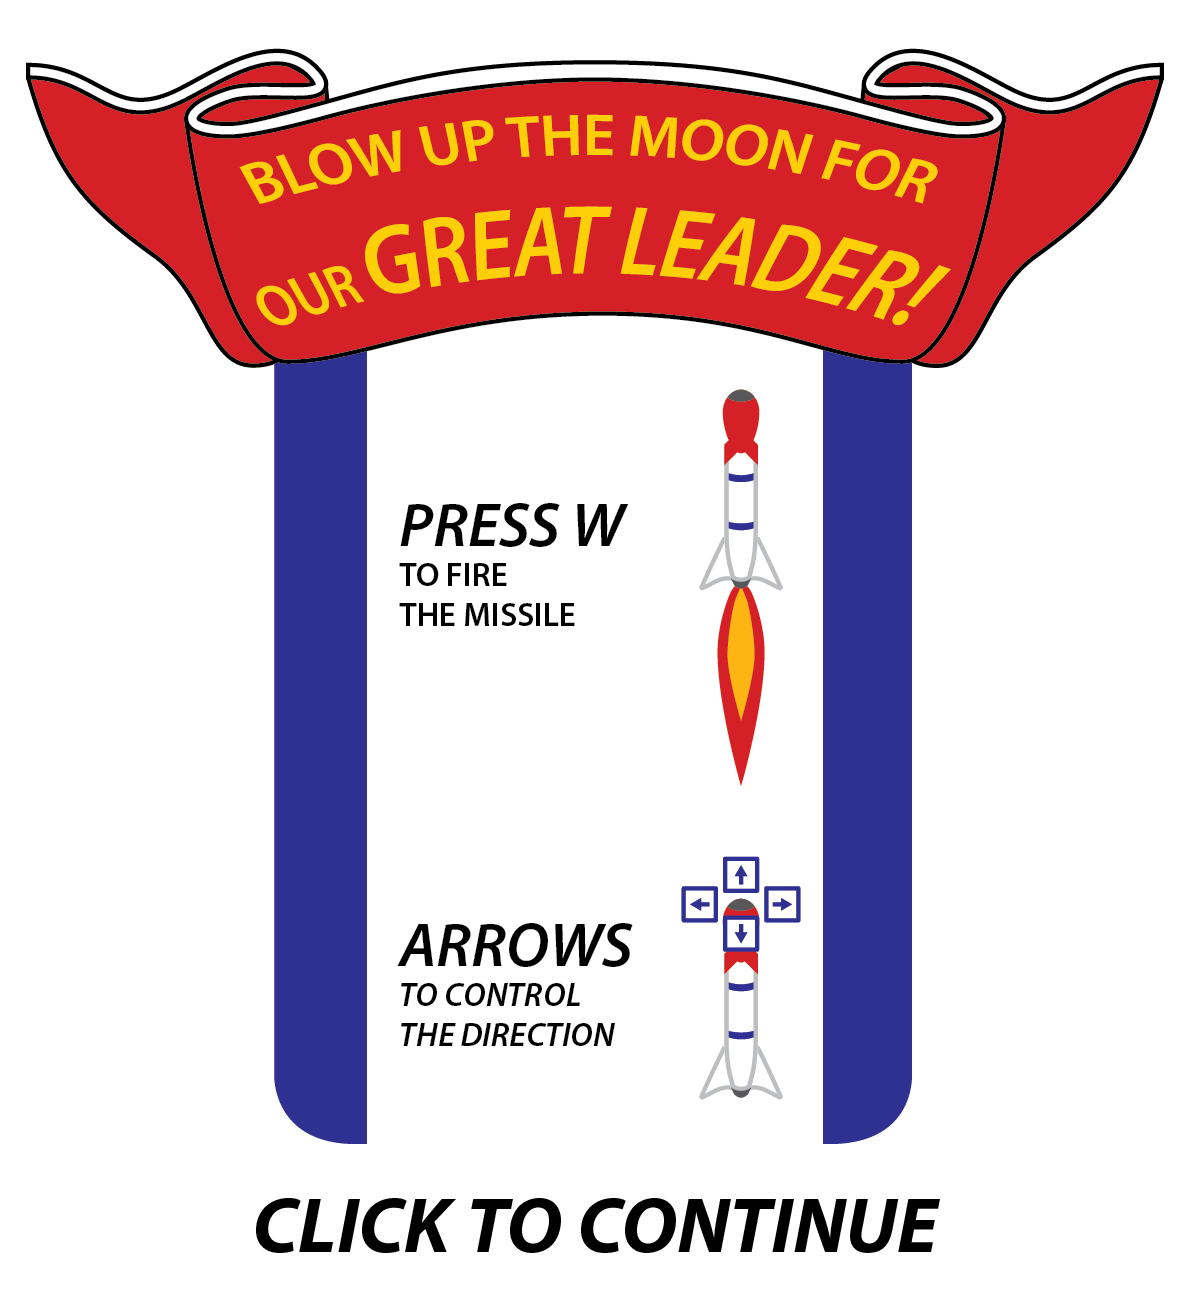 BLOW UP THE MOON FOR
OUR GREAT LEADER!
PRESS W
TO FIRE
THE MISSILE
ARROWS
TO CONTROL
THE DIRECTION
CLICK TO CONTINUE